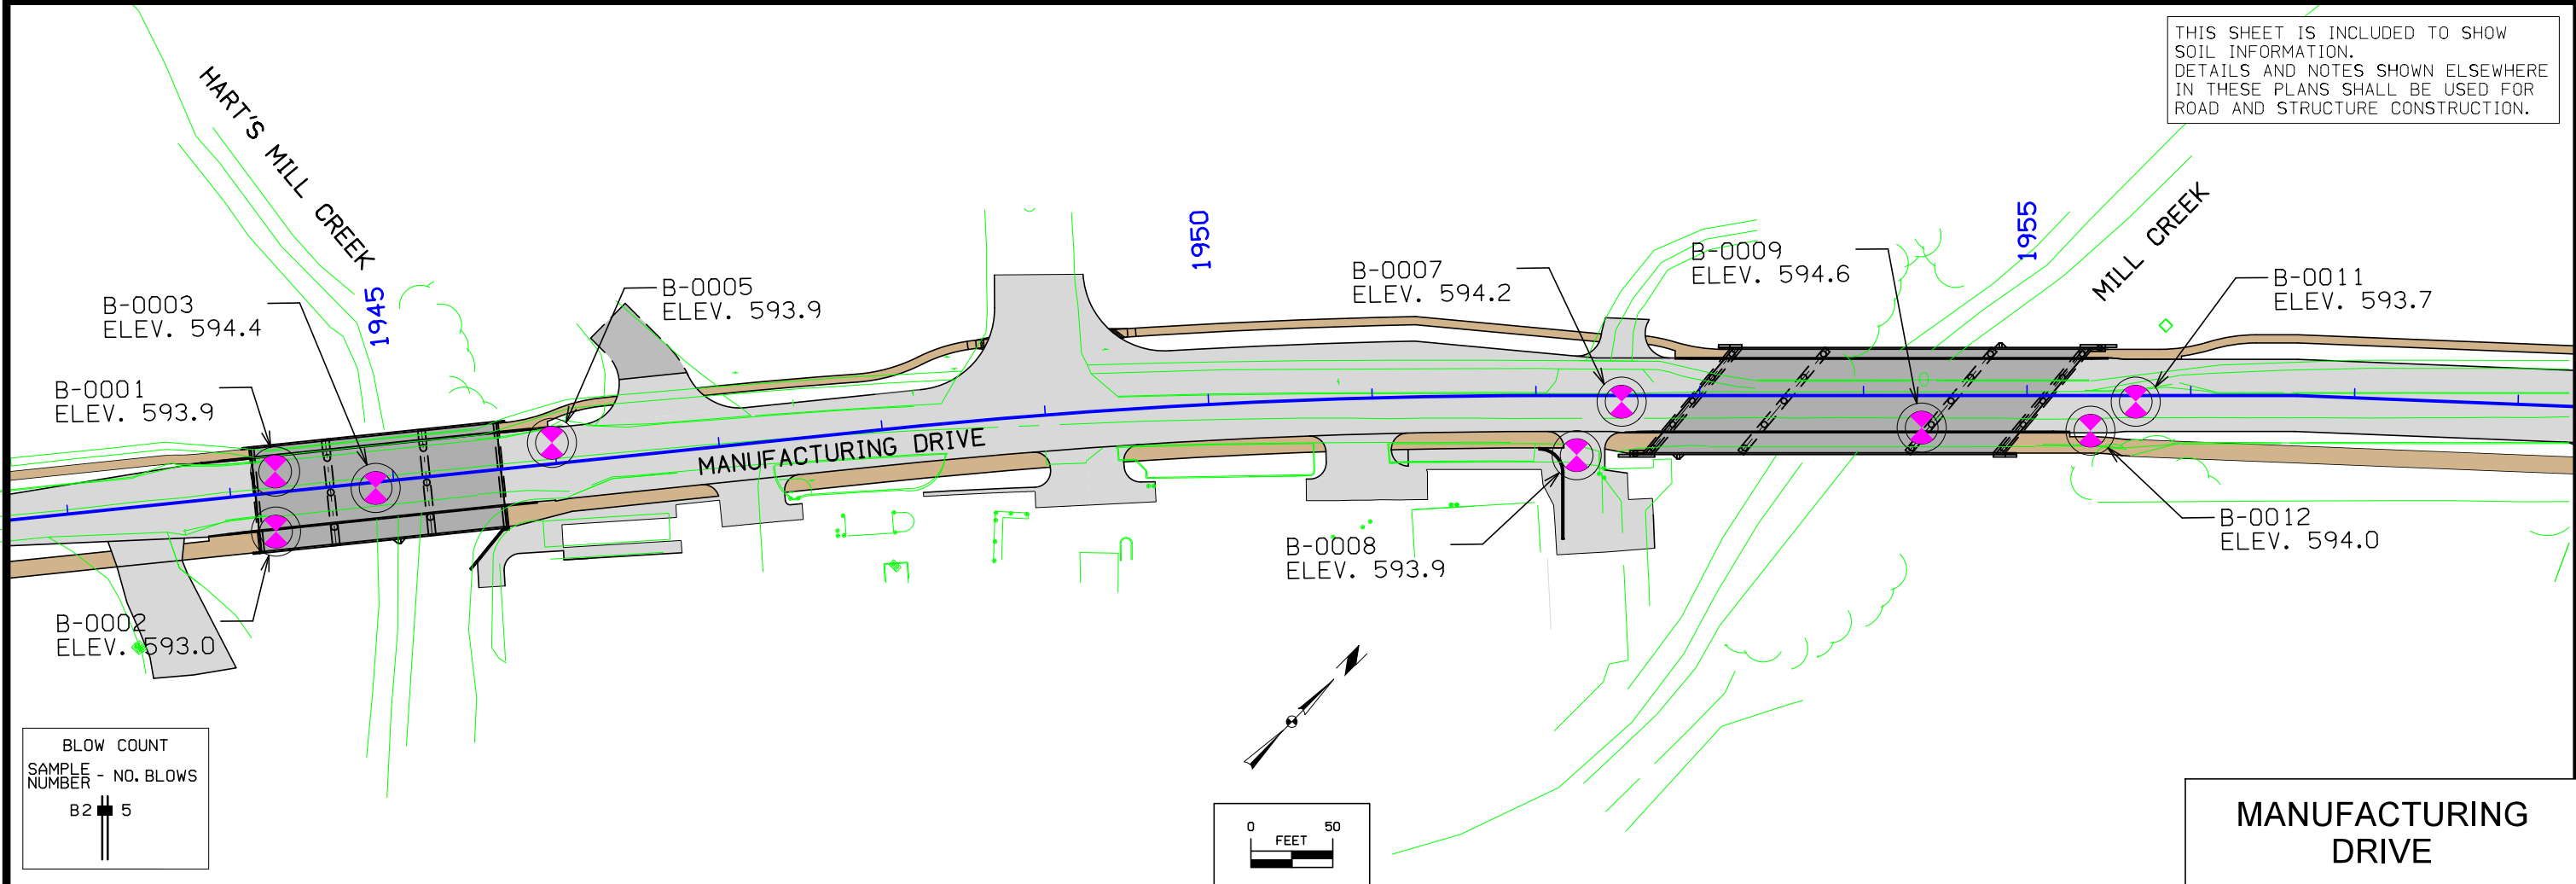 THIS SHEET IS INCLUDED TO SHOW
SOIL INFORMATION.
DETAILS AND NOTES SHOWN ELSEWHERE
IN THESE PLANS SHALL BE USED FOR
ROAD AND STRUCTURE CONSTRUCTION.
HART'S MILL CREEK
1945
1950
1955
MILL CREEK
B-0003
ELEV. 594.4
B-0001
ELEV. 593.9
B-0005
ELEV. 593.9
B-0007
ELEV. 594.2
B-0009
ELEV. 594.6
B-0011
ELEV. 593.7
MANUFACTURING DRIVE
B-0002
ELEV. 593.0
B-0008
ELEV. 593.9
B-0012
ELEV. 594.0
BLOW COUNT
SAMPLE
NUMBER - NO. BLOWS
B2 5
0 50
FEET
MANUFACTURING
DRIVE